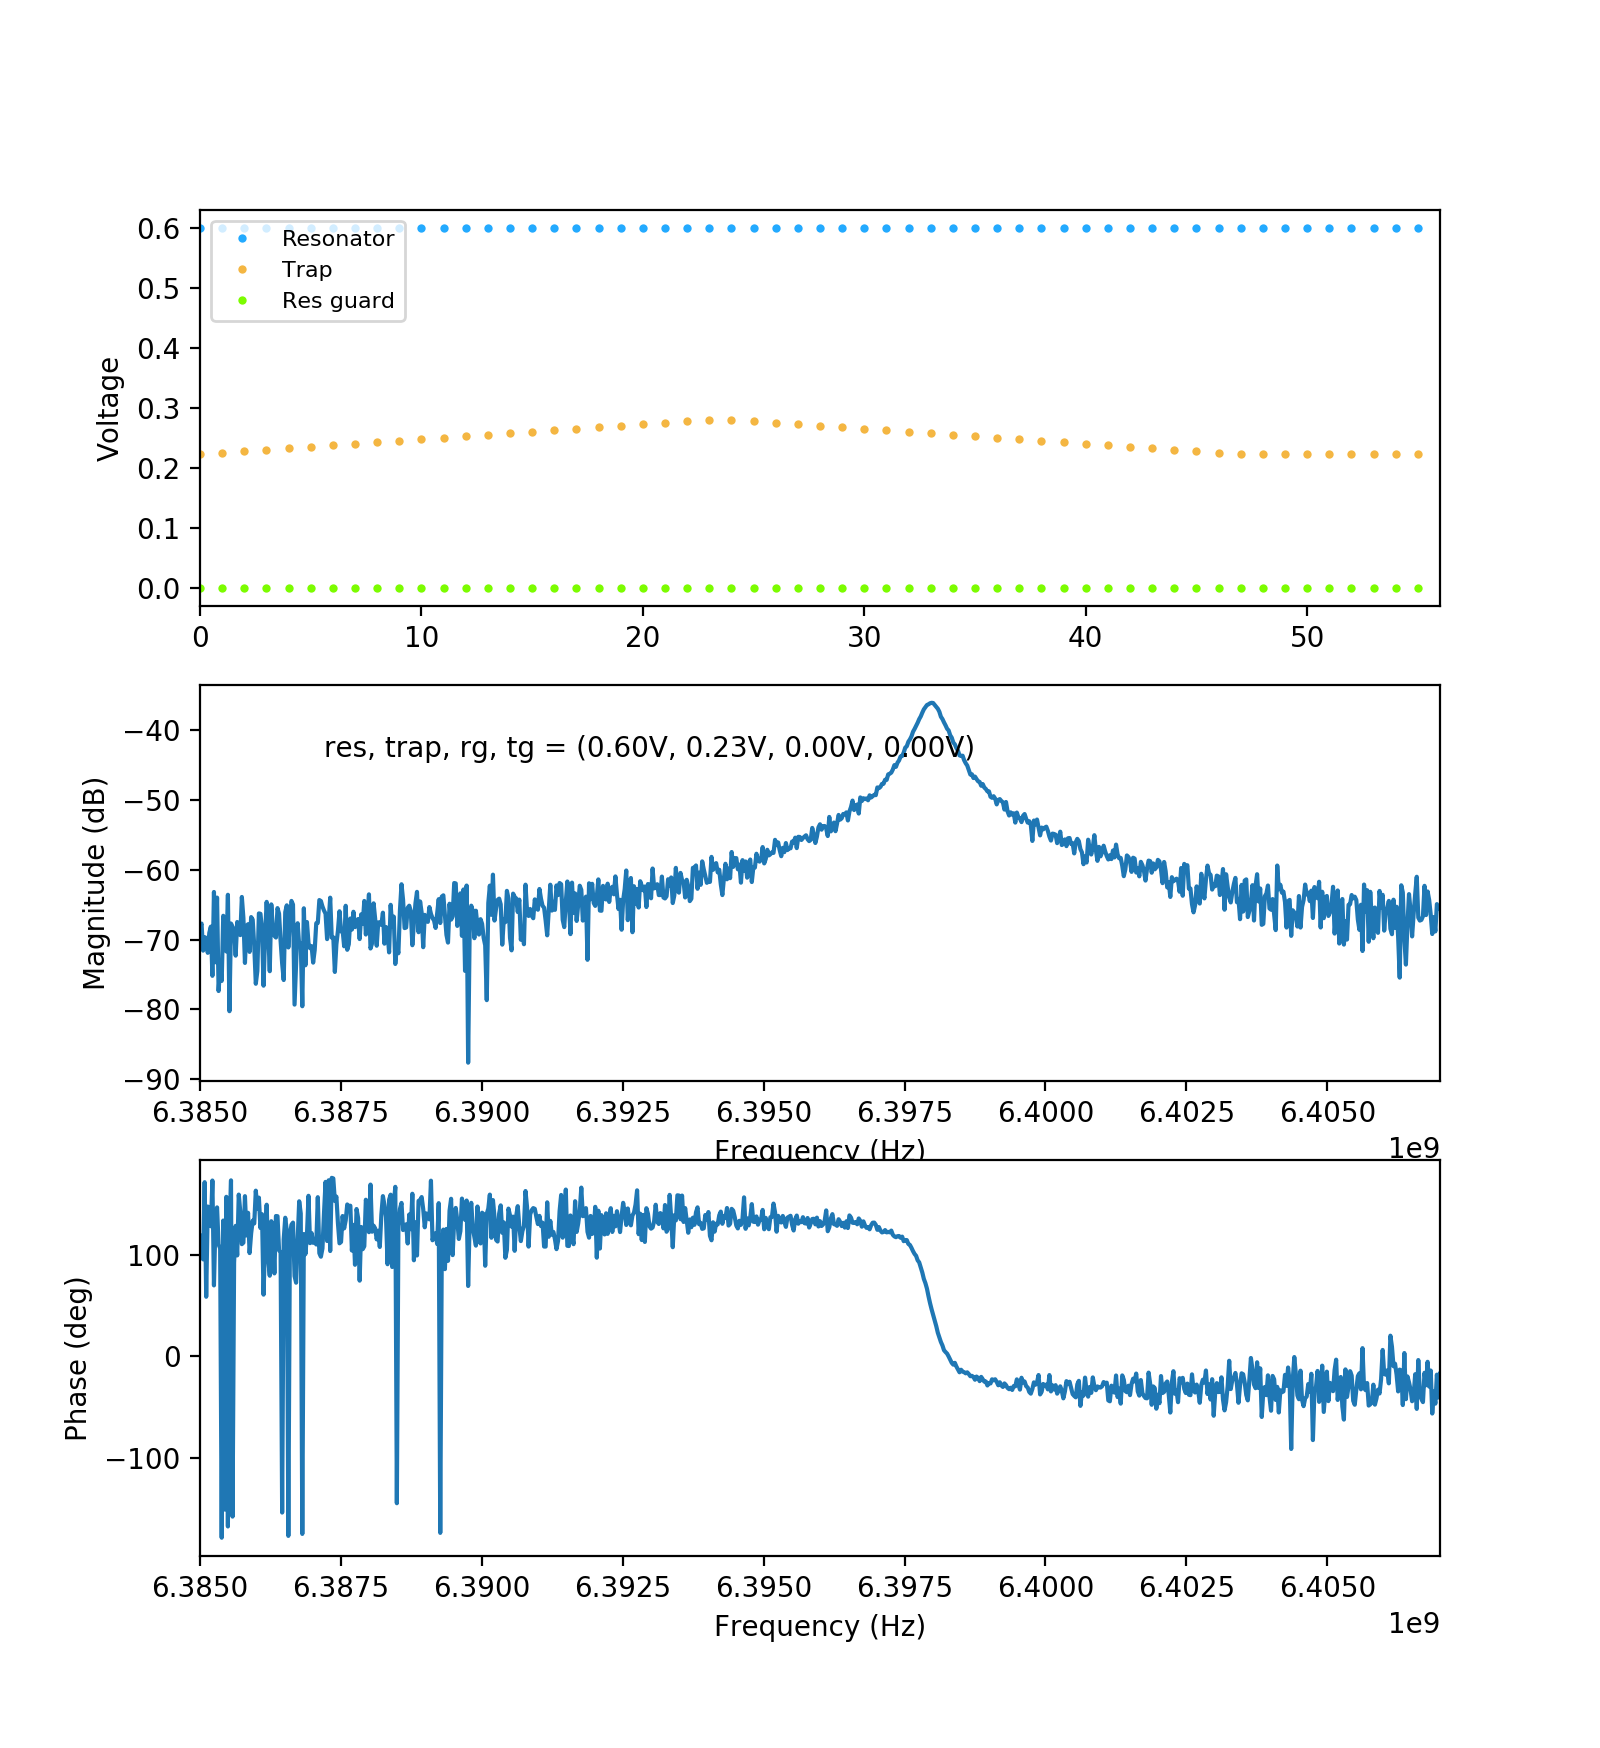 0.6
0.5
0.4
0.3
0.2
0.1
0.0
Voltage
Resonator
Trap
Res guard
0 10 20 30 40 50
−40
−50
−60
−70
−80
−90
Magnitude (dB)
res, trap, rg, tg = (0.60V, 0.23V, 0.00V, 0.00V)
6.3850 6.3875 6.3900 6.3925 6.3950 6.3975 6.4000 6.4025 6.4050
Frequency (Hz)
1e9
100
0
−100
Phase (deg)
6.3850 6.3875 6.3900 6.3925 6.3950 6.3975 6.4000 6.4025 6.4050
Frequency (Hz)
1e9